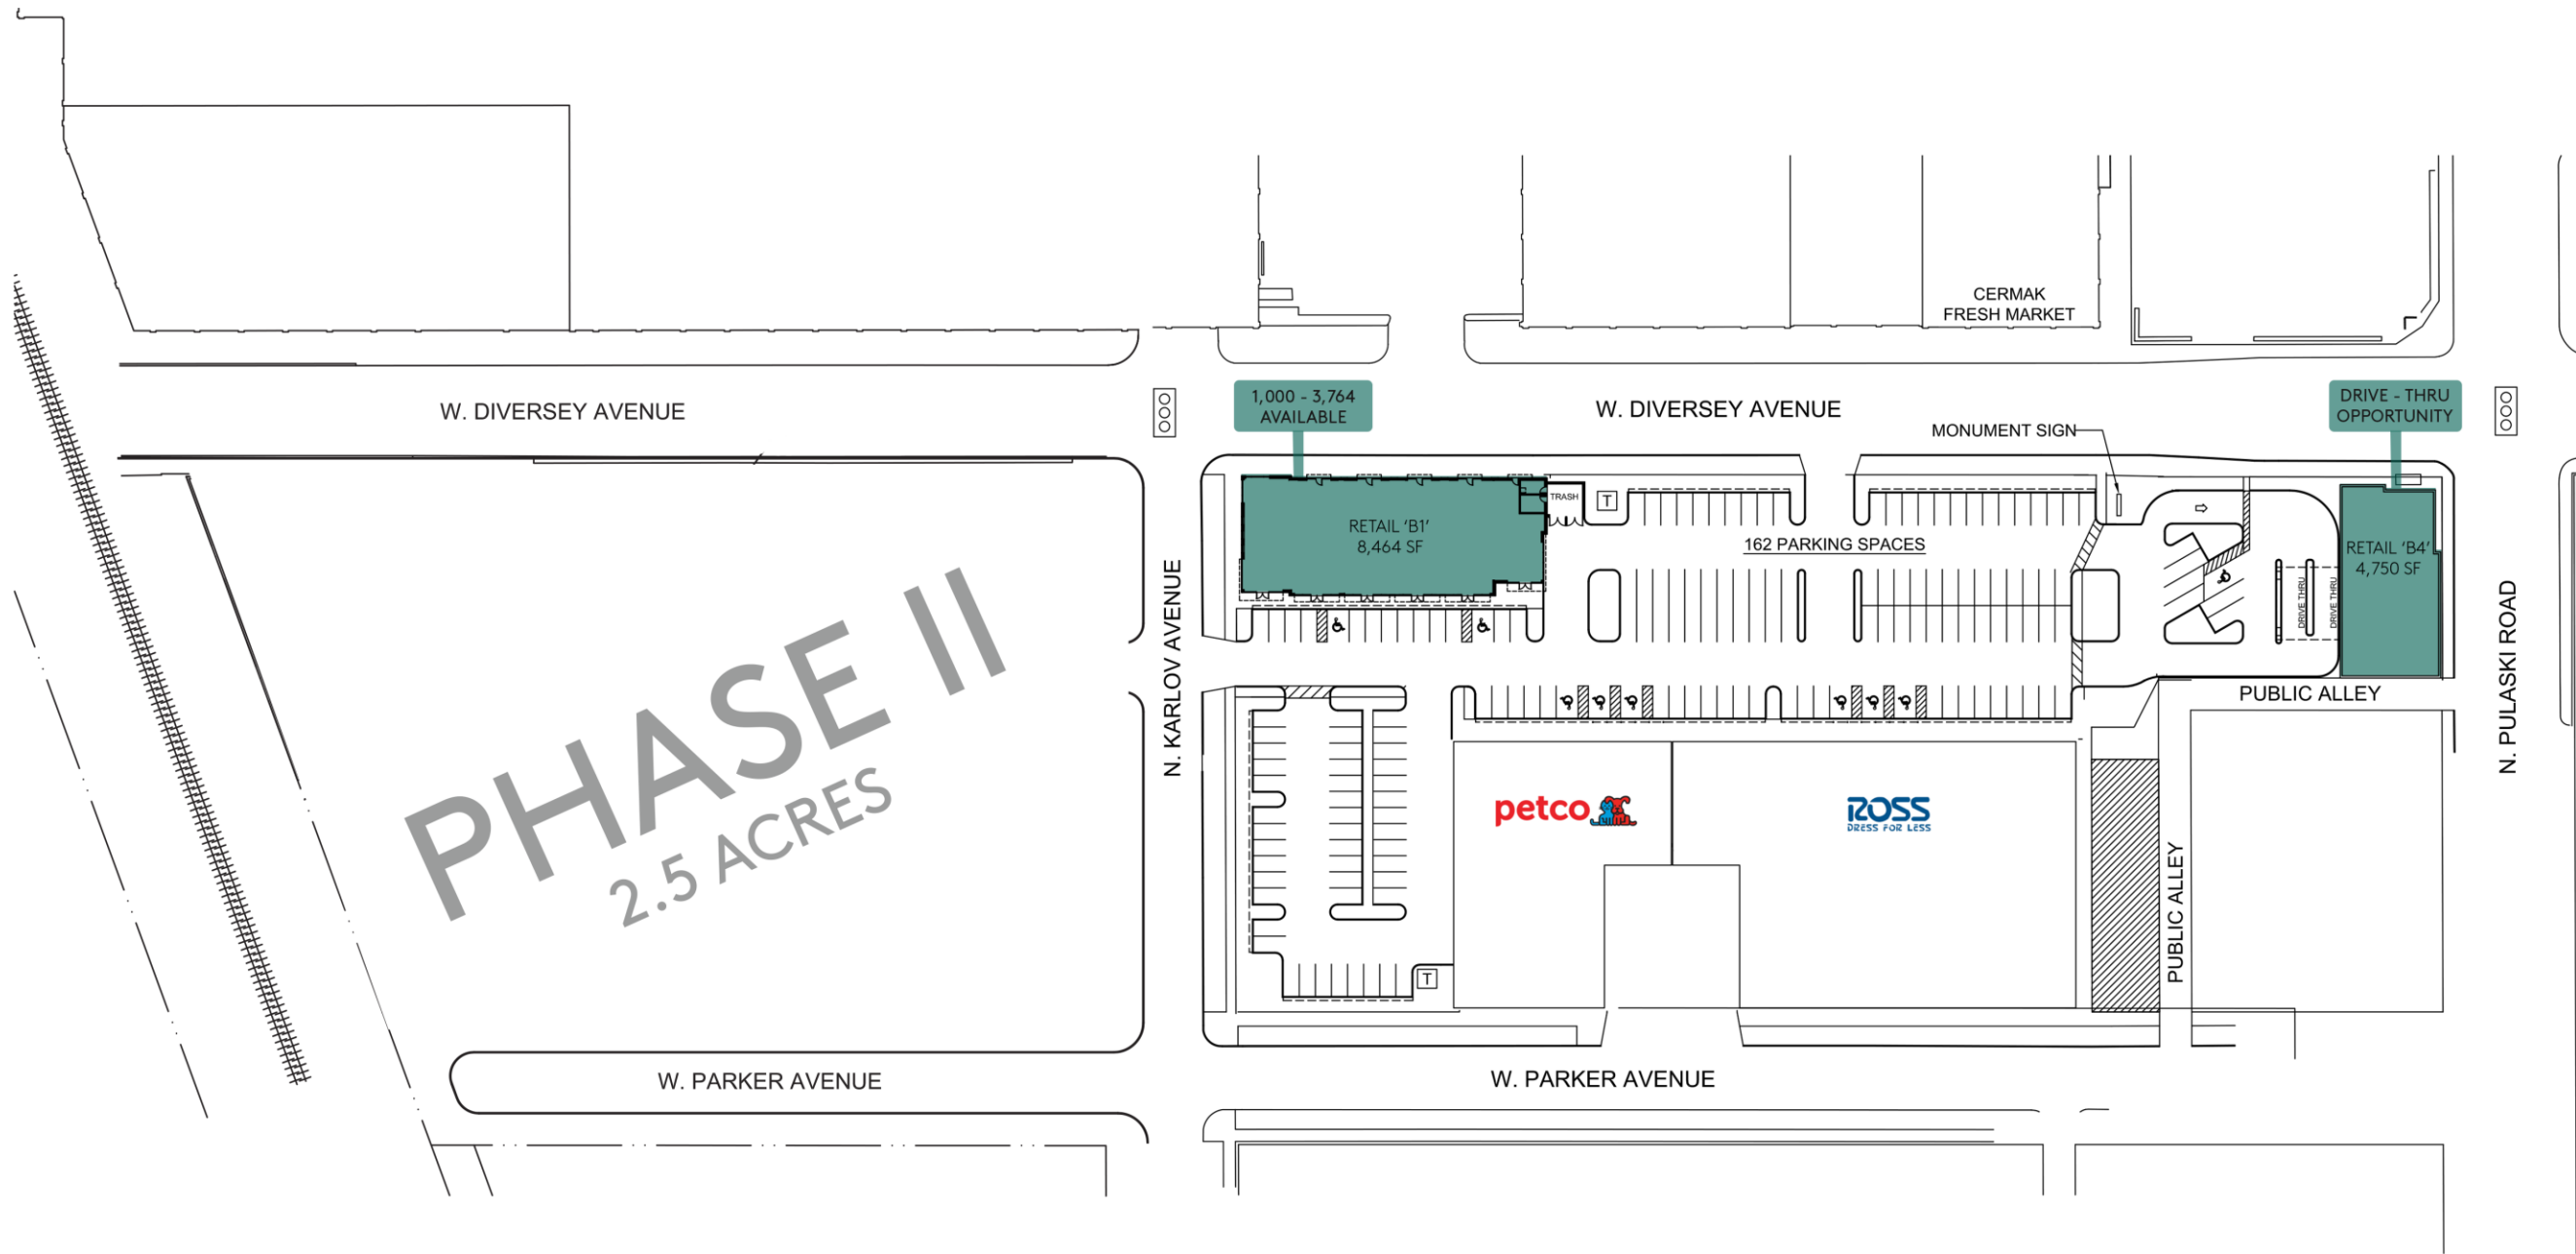 CERMAK
FRESH MARKET
W. DIVERSEY AVENUE
1,000 - 3,764
AVAILABLE
W. DIVERSEY AVENUE
DRIVE - THRU
OPPORTUNITY
MONUMENT SIGN
TRASH
T
RETAIL ‘B1’
8,464 SF
162 PARKING SPACES
RETAIL ‘B4’
4,750 SF
DRIVE THRU
DRIVE THRU
N. KARLOV AVENUE
N. PULASKI ROAD
PUBLIC ALLEY
PHASE II
2.5 ACRES
petco
ROSS
DRESS FOR LESS
PUBLIC ALLEY
T
W. PARKER AVENUE
W. PARKER AVENUE